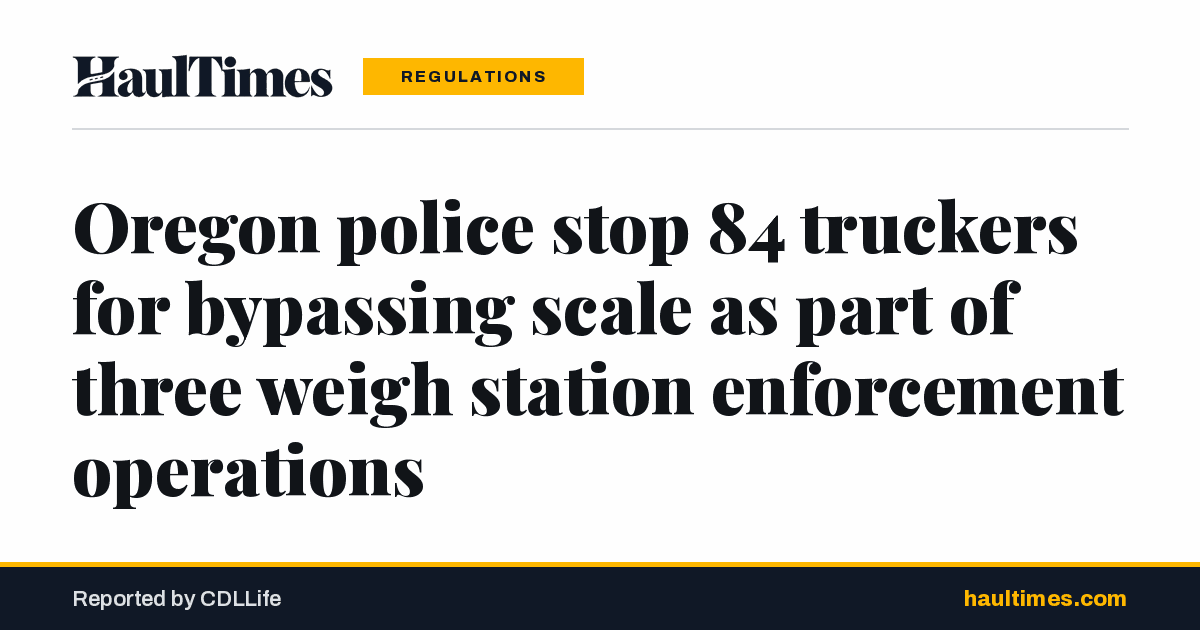 HaulTimes
REGULATIONS
Oregon police stop 84 truckers
for bypassing scale as part of
three weigh station enforcement
operations
Reported by CDLLife
haultimes.com